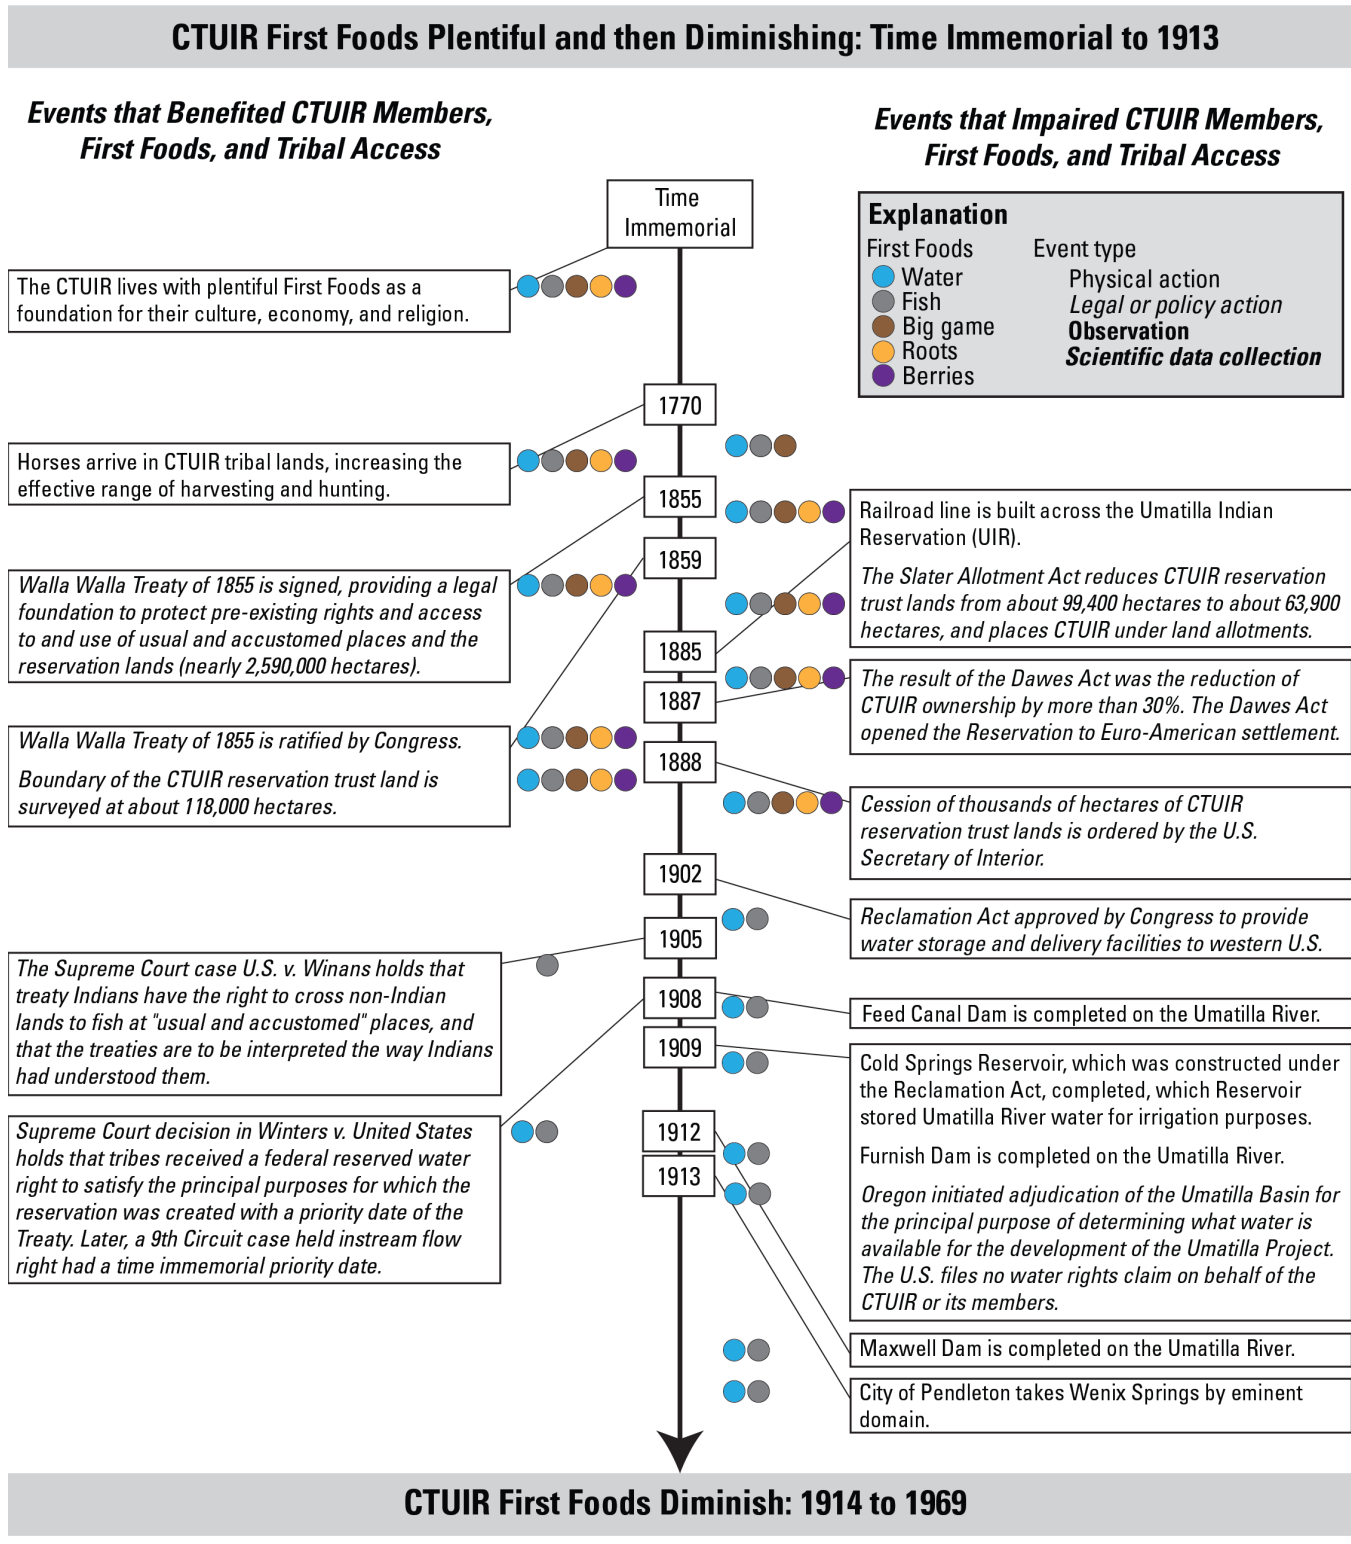 CTUIR First Foods Plentiful and then Diminishing: Time Immemorial to 1913
Events that Benefited CTUIR Members,
First Foods, and Tribal Access
Events that Impaired CTUIR Members,
First Foods, and Tribal Access
Explanation
First Foods
Water
Fish
Big game
Roots
Berries
Event type
Physical action
Legal or policy action
Observation
Scientific data collection
Time
Immemorial
The CTUIR lives with plentiful First Foods as a
foundation for their culture, economy, and religion.
1770
Horses arrive in CTUIR tribal lands, increasing the
effective range of harvesting and hunting.
1855
Walla Walla Treaty of 1855 is signed, providing a legal
foundation to protect pre-existing rights and access
to and use of usual and accustomed places and the
reservation lands (nearly 2,590,000 hectares).
1859
Walla Walla Treaty of 1855 is ratified by Congress.
Boundary of the CTUIR reservation trust land is
surveyed at about 118,000 hectares.
1885
Railroad line is built across the Umatilla Indian
Reservation (UIR).
The Slater Allotment Act reduces CTUIR reservation
trust lands from about 99,400 hectares to about 63,900
hectares, and places CTUIR under land allotments.
1887
The result of the Dawes Act was the reduction of
CTUIR ownership by more than 30%. The Dawes Act
opened the Reservation to Euro-American settlement.
1888
Cession of thousands of hectares of CTUIR
reservation trust lands is ordered by the U.S.
Secretary of Interior.
1902
Reclamation Act approved by Congress to provide
water storage and delivery facilities to western U.S.
1905
The Supreme Court case U.S. v. Winans holds that
treaty Indians have the right to cross non-Indian
lands to fish at "usual and accustomed" places, and
that the treaties are to be interpreted the way Indians
had understood them.
1908
Supreme Court decision in Winters v. United States
holds that tribes received a federal reserved water
right to satisfy the principal purposes for which the
reservation was created with a priority date of the
Treaty. Later, a 9th Circuit case held instream flow
right had a time immemorial priority date.
Feed Canal Dam is completed on the Umatilla River.
1909
Cold Springs Reservoir, which was constructed under
the Reclamation Act, completed, which Reservoir
stored Umatilla River water for irrigation purposes.
Furnish Dam is completed on the Umatilla River.
Oregon initiated adjudication of the Umatilla Basin for
the principal purpose of determining what water is
available for the development of the Umatilla Project.
The U.S. files no water rights claim on behalf of the
CTUIR or its members.
1912
Maxwell Dam is completed on the Umatilla River.
1913
City of Pendleton takes Wenix Springs by eminent
domain.
CTUIR First Foods Diminish: 1914 to 1969